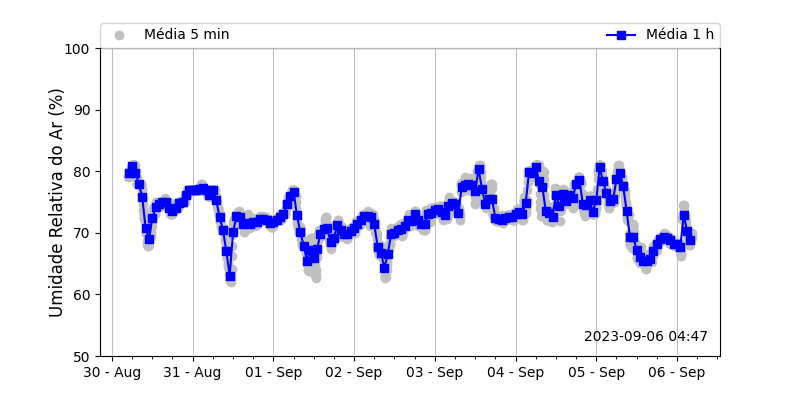 Média 5 min
Média 1 h
Umidade Relativa do Ar (%)
100
90
80
70
60
50
2023-09-06 04:47
30 - Aug
31 - Aug
01 - Sep
02 - Sep
03 - Sep
04 - Sep
05 - Sep
06 - Sep